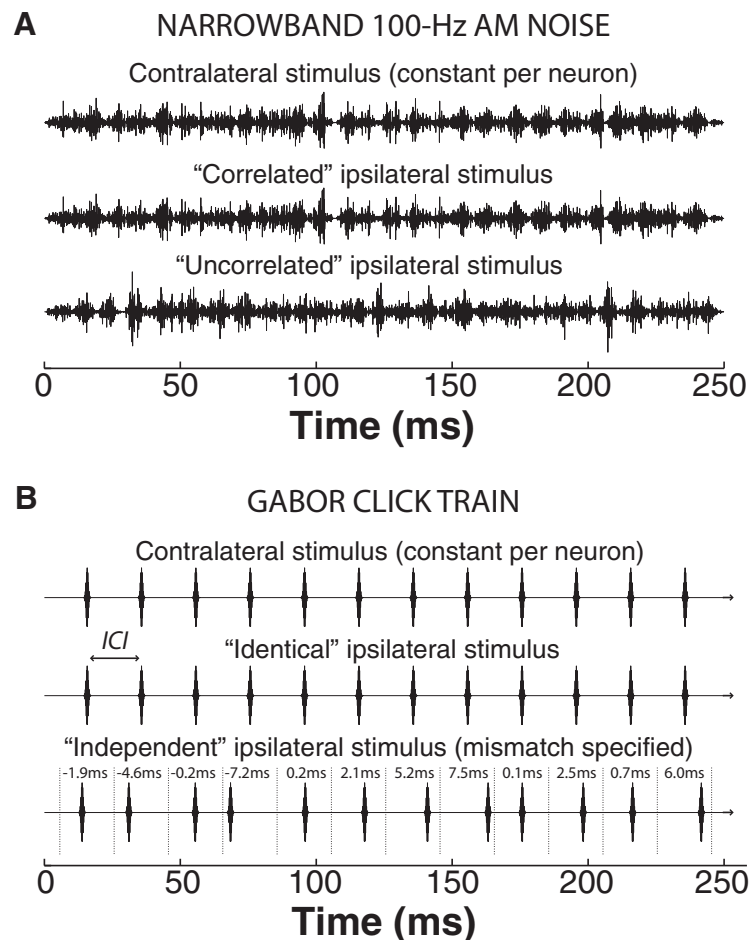 A
NARROWBAND 100-Hz AM NOISE
Contralateral stimulus (constant per neuron)
“Correlated” ipsilateral stimulus
“Uncorrelated” ipsilateral stimulus
0 50 100 150 200 250
Time (ms)
B
GABOR CLICK TRAIN
Contralateral stimulus (constant per neuron)
ICI
“Identical” ipsilateral stimulus
“Independent” ipsilateral stimulus (mismatch specified)
-1.9ms -4.6ms -0.2ms -7.2ms 0.2ms 2.1ms 5.2ms 7.5ms 0.1ms 2.5ms 0.7ms 6.0ms
0 50 100 150 200 250
Time (ms)